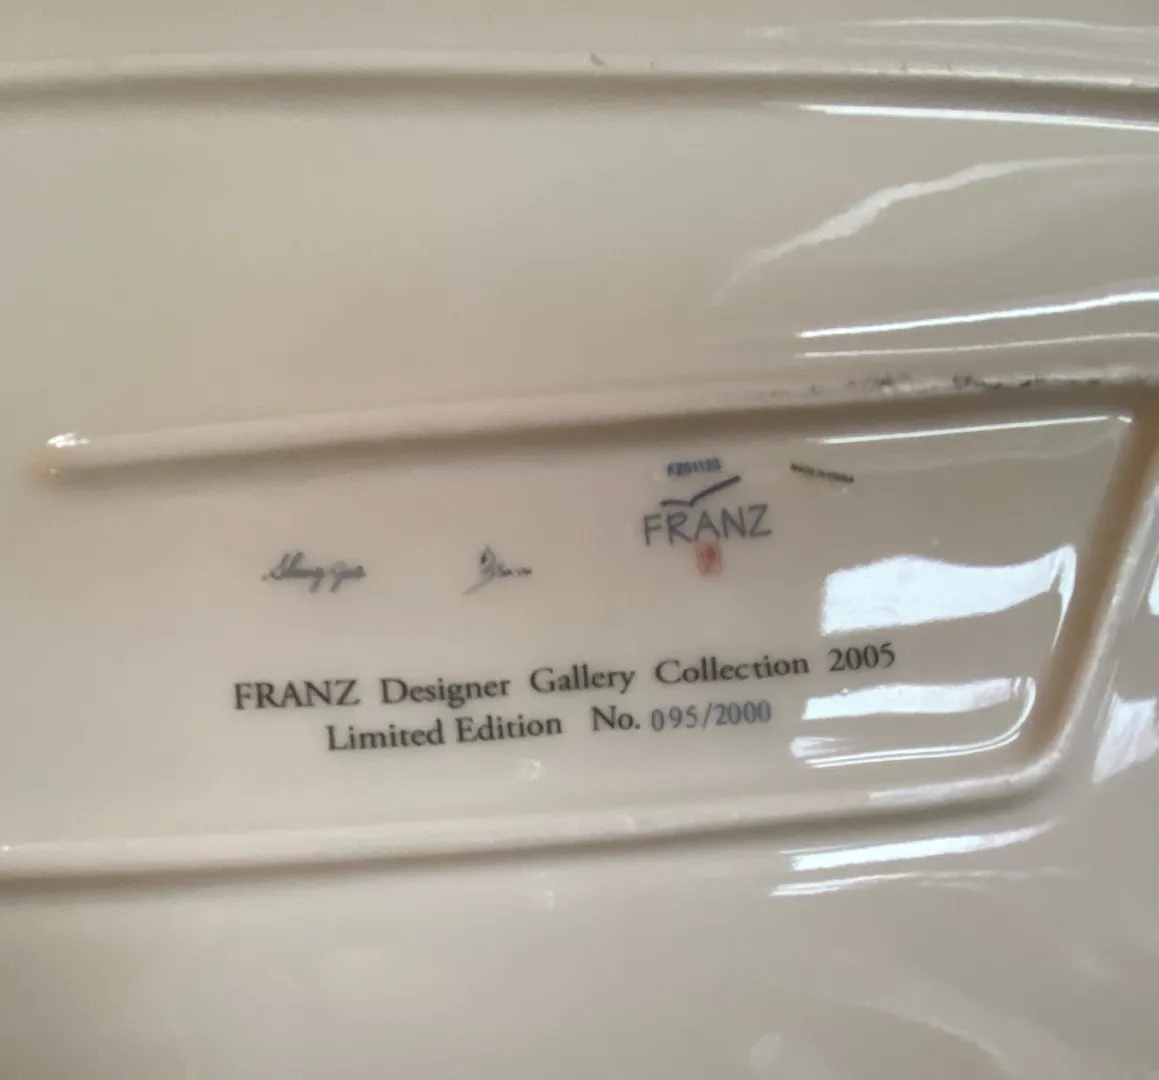 FRANZ
FRANZ Designer Gallery Collection 2005
Limited Edition No. 095/2000